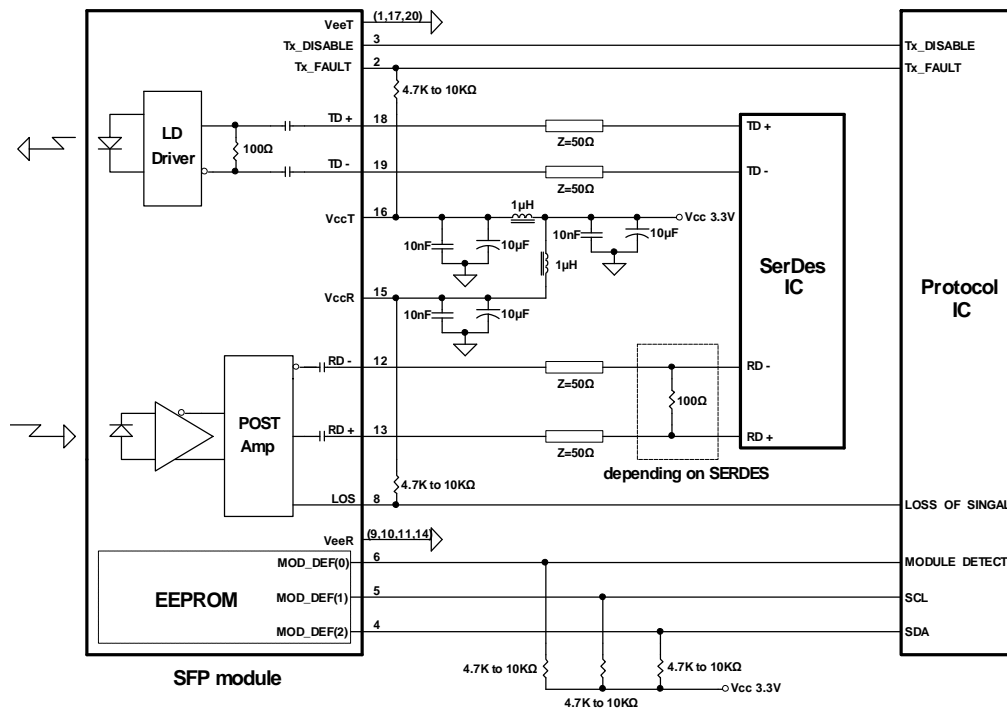 VeeT (1,17,20)
Tx_DISABLE 3 Tx_DISABLE
Tx_FAULT 2 Tx_FAULT
4.7K to 10KΩ
LD
Driver
100Ω
TD + 18 Z=50Ω TD +
TD - 19 Z=50Ω TD -
1μH
VccT 16 Vcc 3.3V
10nF 10μF 10nF 10μF
1μH
SerDes
IC
Protocol
IC
VccR 15
10nF 10μF
RD - 12 Z=50Ω RD -
100Ω
POST
Amp
RD + 13 Z=50Ω RD +
depending on SERDES
4.7K to 10KΩ
LOS 8 LOSS OF SINGAL
VeeR (9,10,11,14)
MOD_DEF(0) 6 MODULE DETECT
EEPROM
MOD_DEF(1) 5 SCL
MOD_DEF(2) 4 SDA
4.7K to 10KΩ 4.7K to 10KΩ
4.7K to 10KΩ
Vcc 3.3V
SFP module